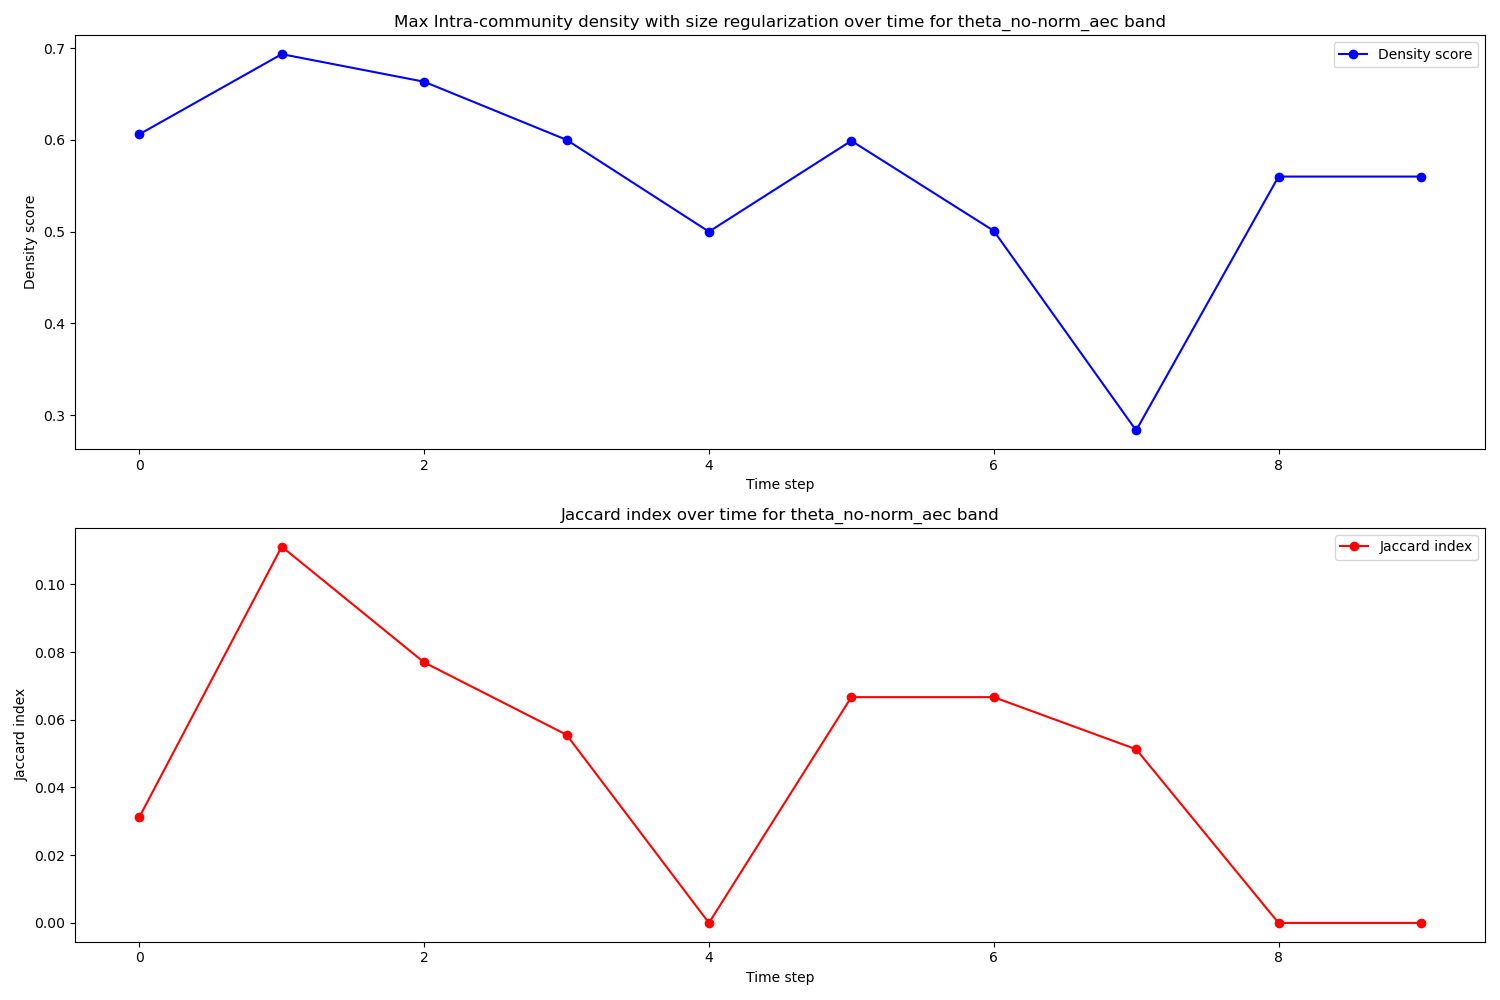 Max Intra-community density with size regularization over time for theta_no-norm_aec band
Density score
0.7
0.6
0.5
0.4
0.3
Density score
0 2 4 6 8
Time step
Jaccard index over time for theta_no-norm_aec band
Jaccard index
0.10
0.08
0.06
0.04
0.02
0.00
Jaccard index
0 2 4 6 8
Time step